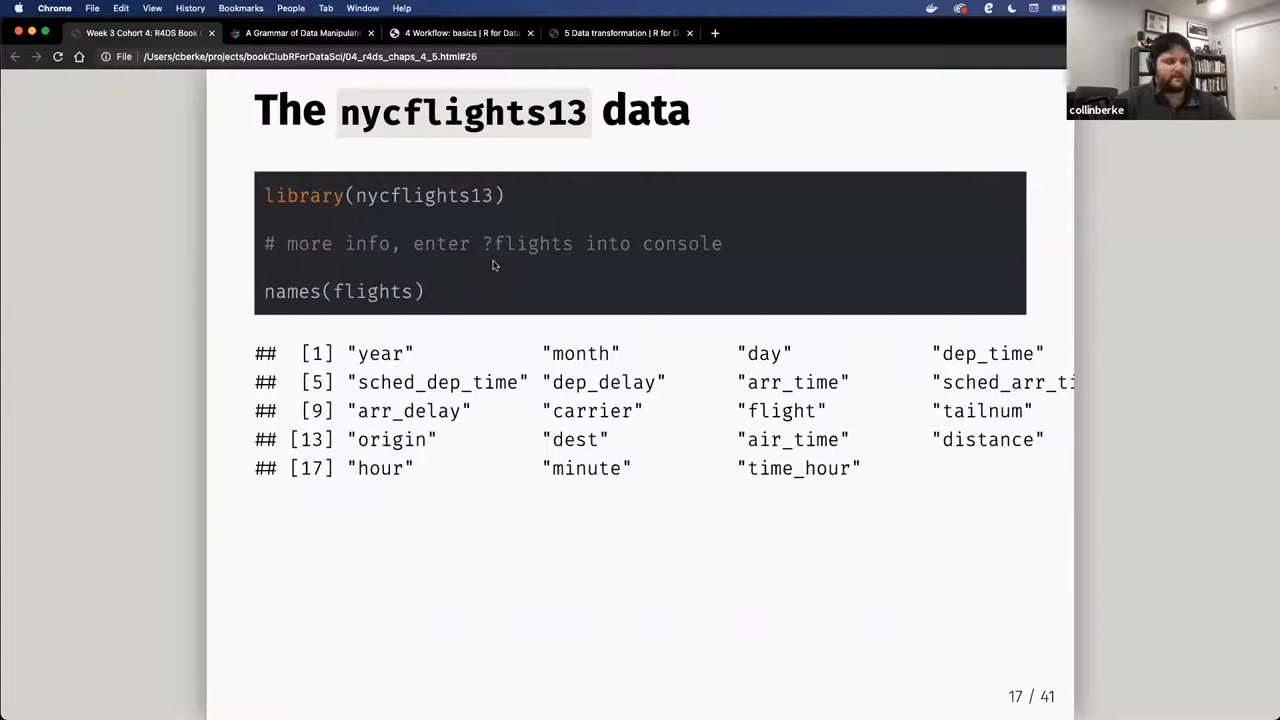 Chrome File Edit View History Bookmarks People Tab Window Help
Week 3 Cohort 4: R4DS Book C
A Grammar of Data Manipulati
4 Workflow: basics | R for Data
5 Data transformation | R for D
File /Users/cberke/projects/bookClubRForDataSci/04_r4ds_chaps_4_5.html#26
collinberke
The nycflights13 data
library(nycflights13)
# more info, enter ?flights into console
names(flights)
## [1] "year" "month" "day" "dep_time"
## [5] "sched_dep_time" "dep_delay" "arr_time" "sched_arr_ti
## [9] "arr_delay" "carrier" "flight" "tailnum"
## [13] "origin" "dest" "air_time" "distance"
## [17] "hour" "minute" "time_hour"
17 / 41